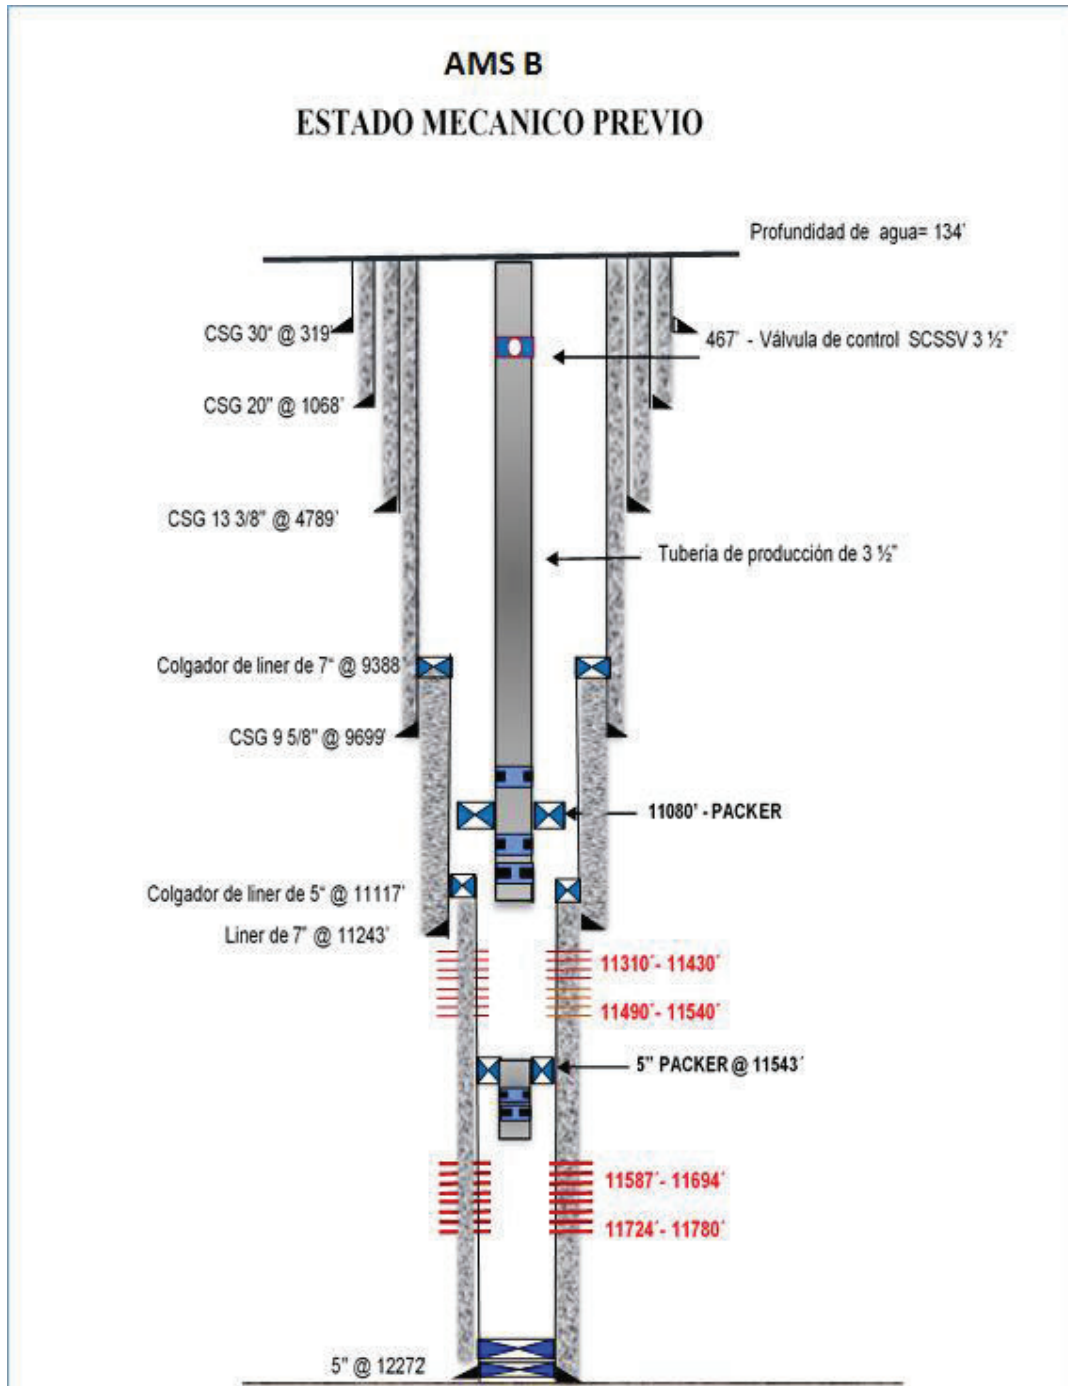 AMS B
ESTADO MECANICO PREVIO
Profundidad de agua= 134'
CSG 30" @ 319'
467' - Válvula de control SCSSV 3 ½"
CSG 20" @ 1068'
CSG 13 3/8" @ 4789'
Tubería de producción de 3 ½"
Colgador de liner de 7" @ 9388'
CSG 9 5/8" @ 9699'
11080' - PACKER
Colgador de liner de 5" @ 11117'
Liner de 7" @ 11243'
11310´- 11430´
11490´- 11540´
5" PACKER @ 11543´
11587´- 11694´
11724´- 11780´
5" @ 12272